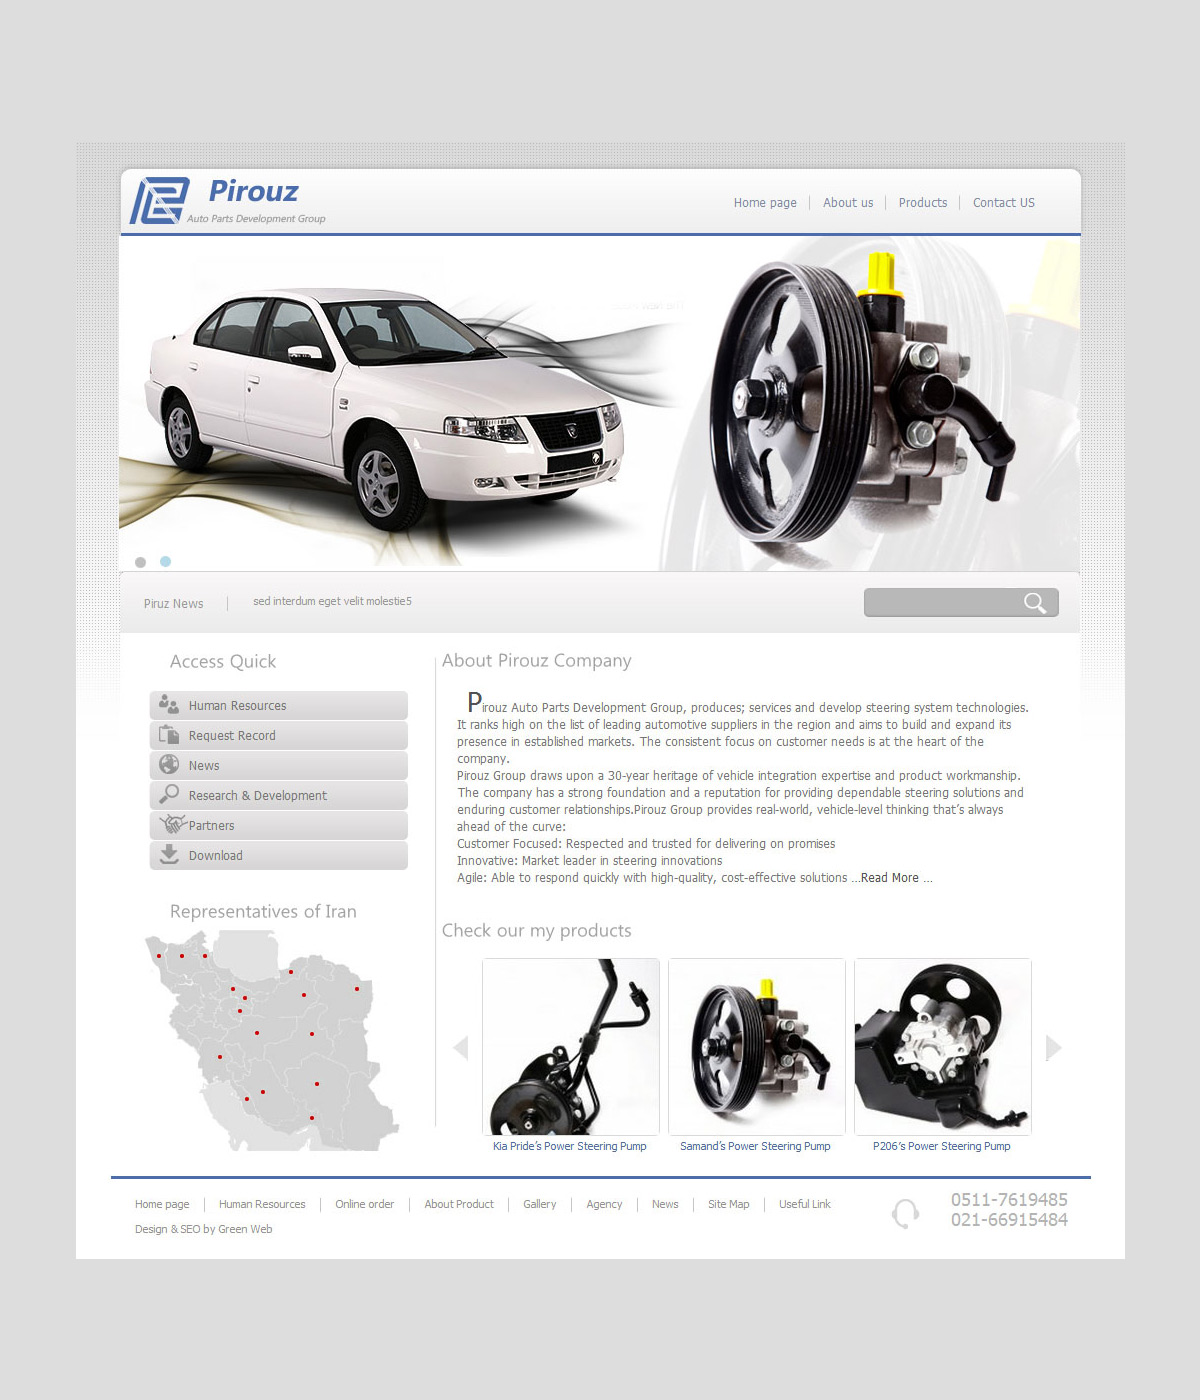 Pirouz
Auto Parts Development Group
Home page
About us
Products
Contact US
Piruz News
sed interdum eget velit molestie5
Access Quick
Human Resources
Request Record
News
Research & Development
Partners
Download
Representatives of Iran
About Pirouz Company
Pirouz Auto Parts Development Group, produces; services and develop steering system technologies.
It ranks high on the list of leading automotive suppliers in the region and aims to build and expand its
presence in established markets. The consistent focus on customer needs is at the heart of the
company.
Pirouz Group draws upon a 30-year heritage of vehicle integration expertise and product workmanship.
The company has a strong foundation and a reputation for providing dependable steering solutions and
enduring customer relationships.Pirouz Group provides real-world, vehicle-level thinking that’s always
ahead of the curve:
Customer Focused: Respected and trusted for delivering on promises
Innovative: Market leader in steering innovations
Agile: Able to respond quickly with high-quality, cost-effective solutions ...Read More ...
Check our my products
Kia Pride’s Power Steering Pump
Samand’s Power Steering Pump
P206’s Power Steering Pump
Home page
Human Resources
Online order
About Product
Gallery
Agency
News
Site Map
Useful Link
Design & SEO by Green Web
0511-7619485
021-66915484